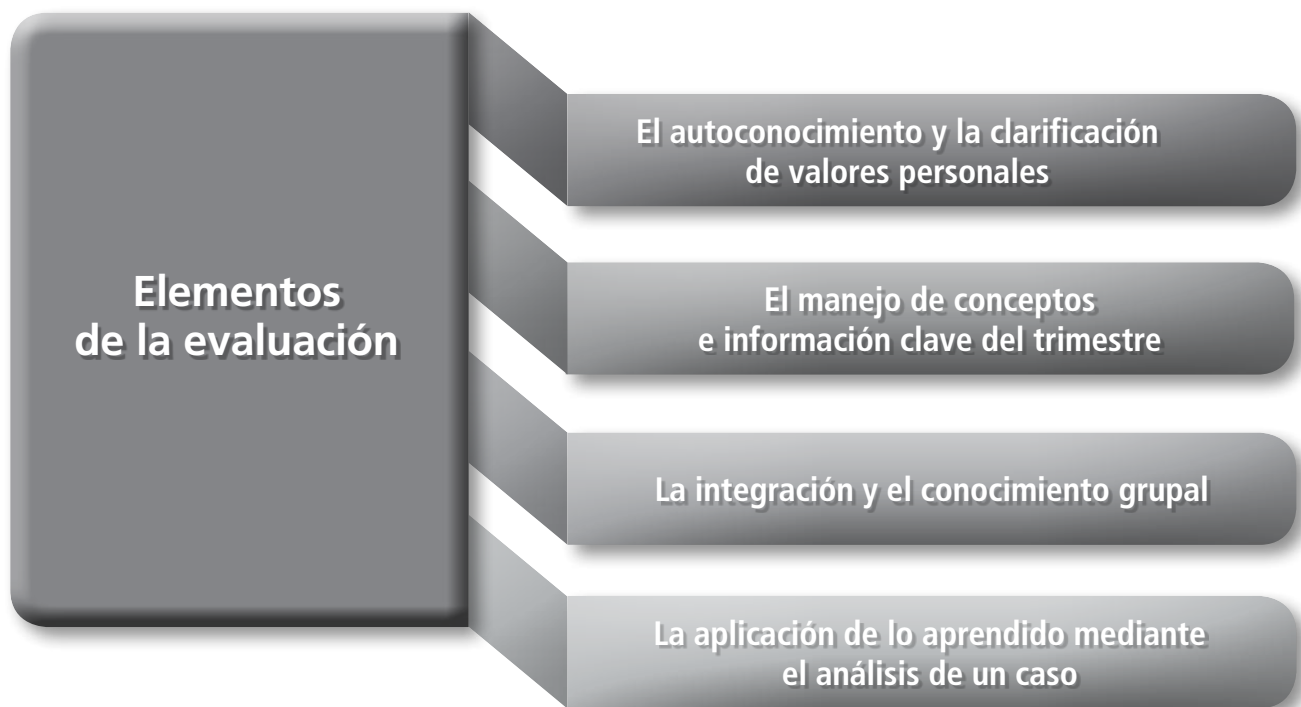 Elementos
de la evaluación
El autoconocimiento y la clarificación
de valores personales
El manejo de conceptos
e información clave del trimestre
La integración y el conocimiento grupal
La aplicación de lo aprendido mediante
el análisis de un caso